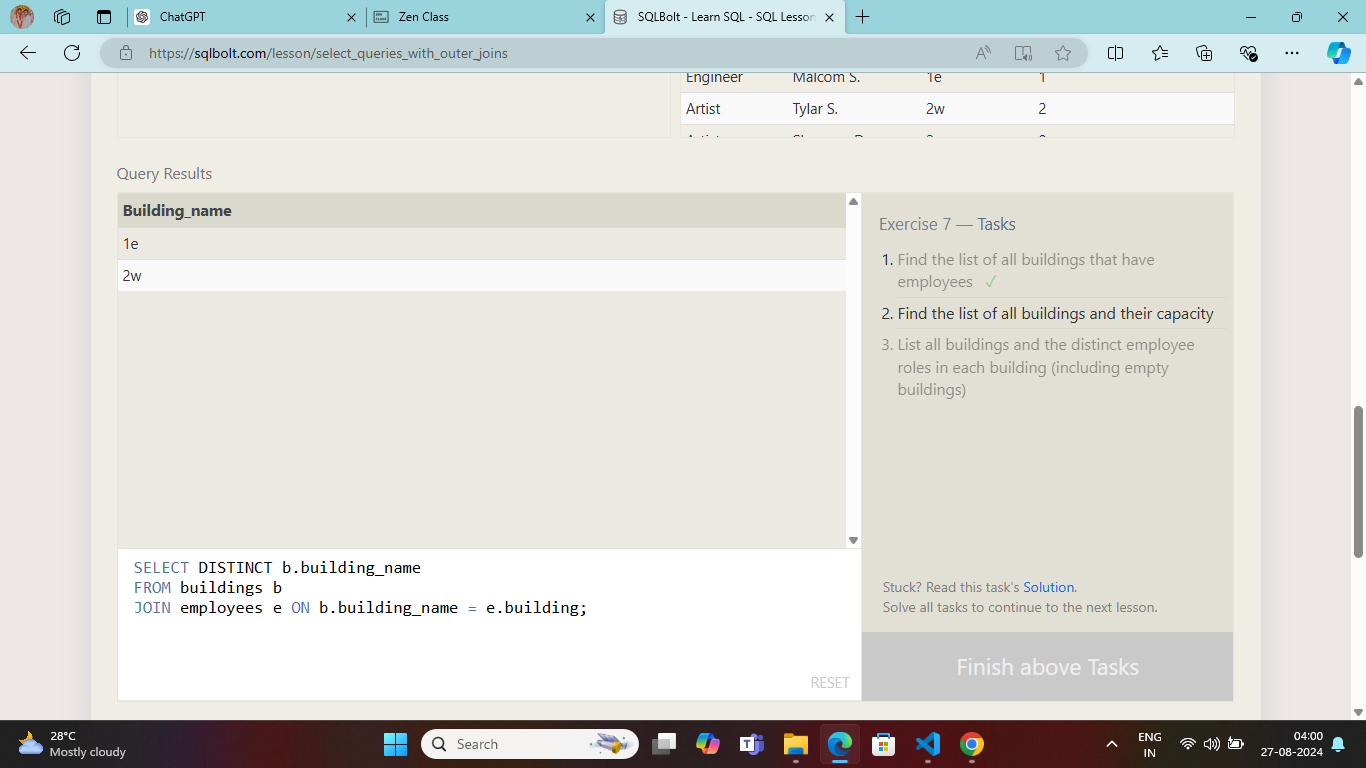 ChatGPT
Zen Class
SQLBolt - Learn SQL - SQL Lesson
https://sqlbolt.com/lesson/select_queries_with_outer_joins
Engineer Malcom S. 1e 1
Artist Tylar S. 2w 2
Query Results
Building_name
1e
2w
Exercise 7 — Tasks
1. Find the list of all buildings that have
employees ✓
2. Find the list of all buildings and their capacity
3. List all buildings and the distinct employee
roles in each building (including empty
buildings)
SELECT DISTINCT b.building_name
FROM buildings b
JOIN employees e ON b.building_name = e.building;
RESET
Stuck? Read this task's Solution.
Solve all tasks to continue to the next lesson.
Finish above Tasks
28°C
Mostly cloudy
Search
ENG
IN
04:00
27-08-2024